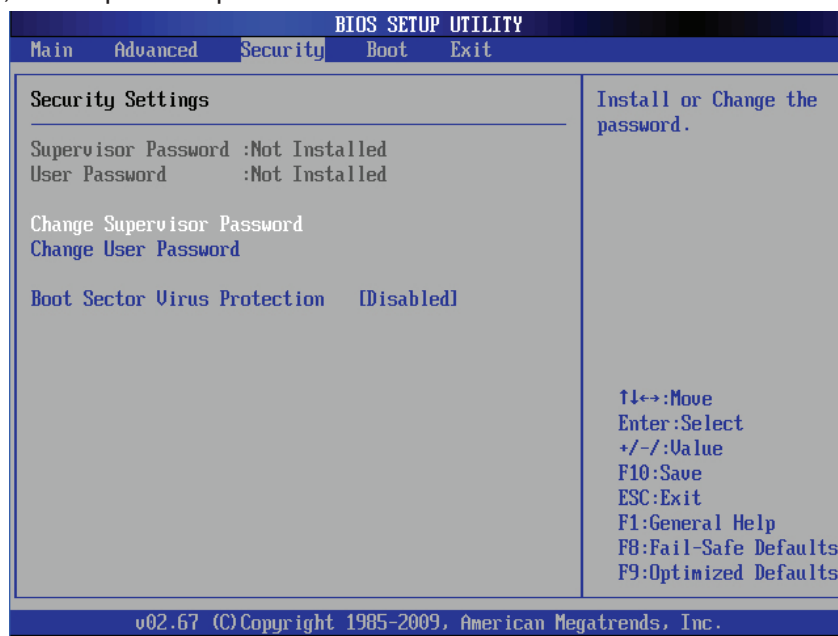 BIOS SETUP UTILITY
Main Advanced Security Boot Exit
Security Settings
Supervisor Password :Not Installed
User Password :Not Installed
Change Supervisor Password
Change User Password
Boot Sector Virus Protection [Disabled]
Install or Change the
password.
↑↓←→:Move
Enter:Select
+/-/:Value
F10:Save
ESC:Exit
F1:General Help
F8:Fail-Safe Defaults
F9:Optimized Defaults
v02.67 (C)Copyright 1985-2009, American Megatrends, Inc.